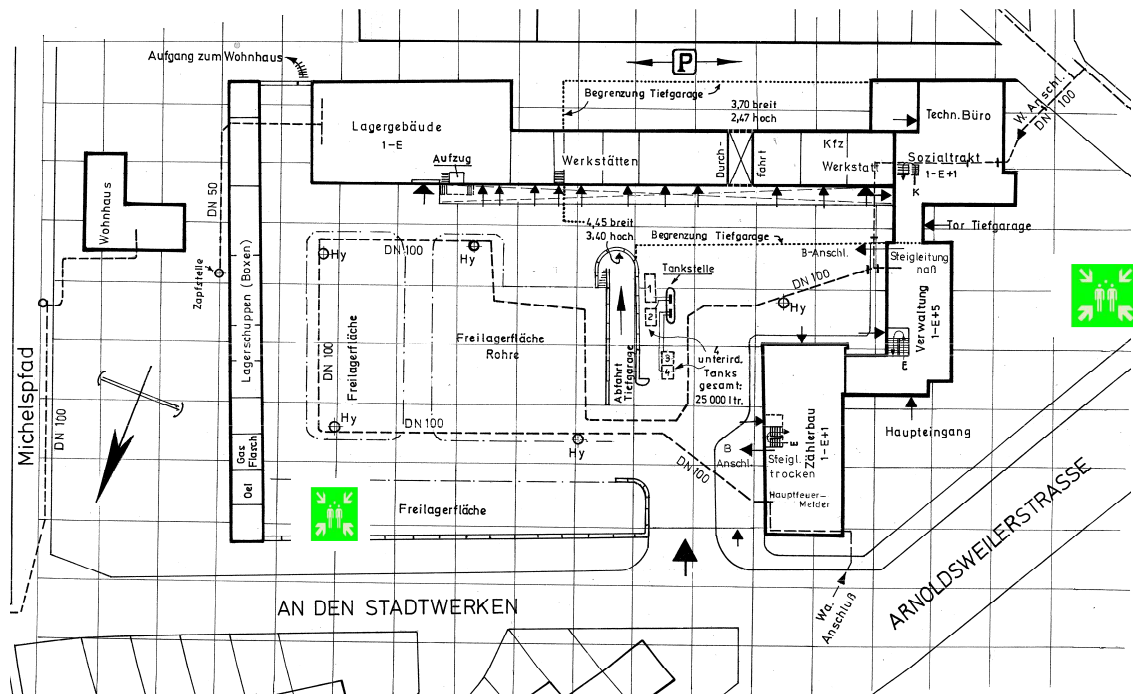 Aufgang zum Wohnhaus
P
Begrenzung Tiefgarage
3,70 breit
2,47 hoch
W. Anschl.
DN 100
Techn. Büro
Lagergebäude
1-E
Aufzug
Werkstätten
Durch-
fahrt
Kfz
Werkstatt
Sozialtrakt
1-E+1
K
Wohnhaus
DN 50
Zapfstelle
Lagerschuppen (Boxen)
4,45 breit
3,40 hoch
Begrenzung Tiefgarage
Tor Tiefgarage
B-Anschl.
Steigleitung
naß
Hy
DN 100
Hy
Tankstelle
DN 100
Hy
1
2
3
4
4
unterird.
Tanks
gesamt:
25 000 ltr.
Verwaltung
1-E+5
E
Freilagerfläche
Rohre
DN 100
Freilagerfläche
Abfahrt
Tiefgarage
Michelspfad
DN 100
Hy
DN 100
Hy
Haupteingang
B
Anschl.
E
Steigl.
trocken
Zählerbau
1-E+1
DN 100
Hauptfeuer-
Melder
Gas
Flasch
Oel
Freilagerfläche
AN DEN STADTWERKEN
Wa.
Anschluß
ARNOLDSWEILERSTRASSE